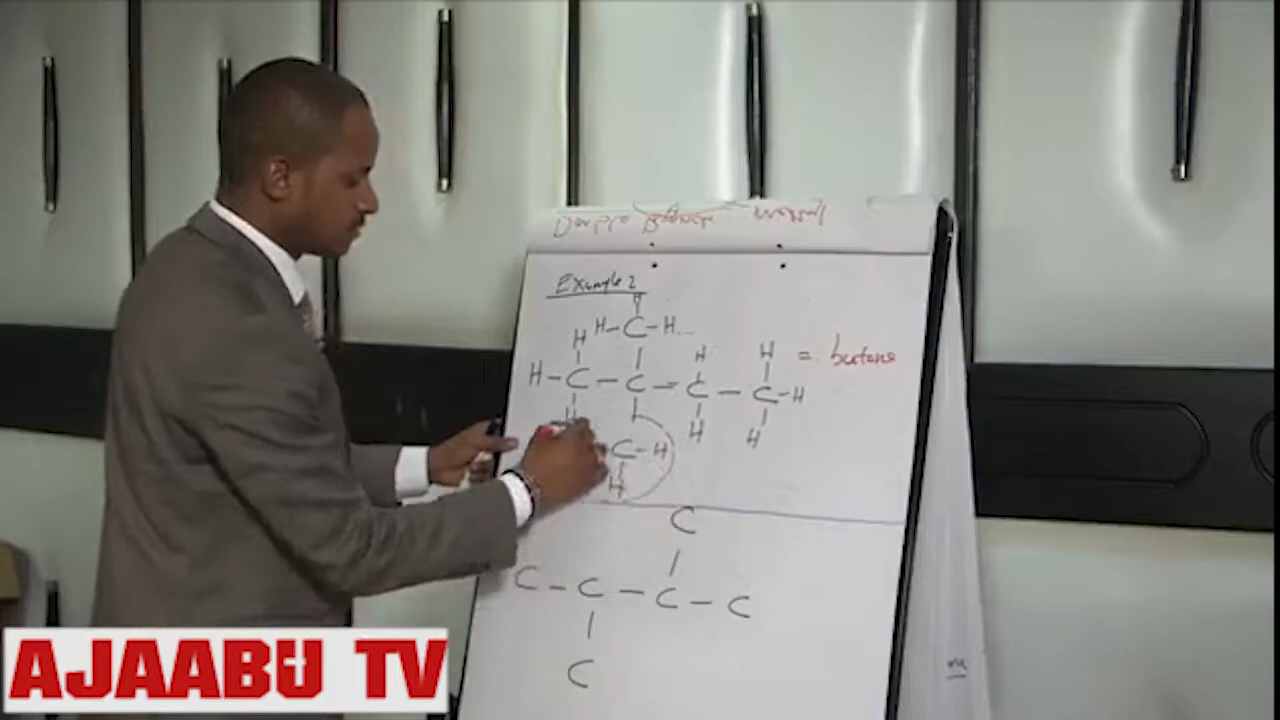 Example 2
H
H-C-H
H
H-C-C-C-C-H = butane
H
H
H
H
H
C-H
H
C
C-C-C-C
C
AJAABU TV